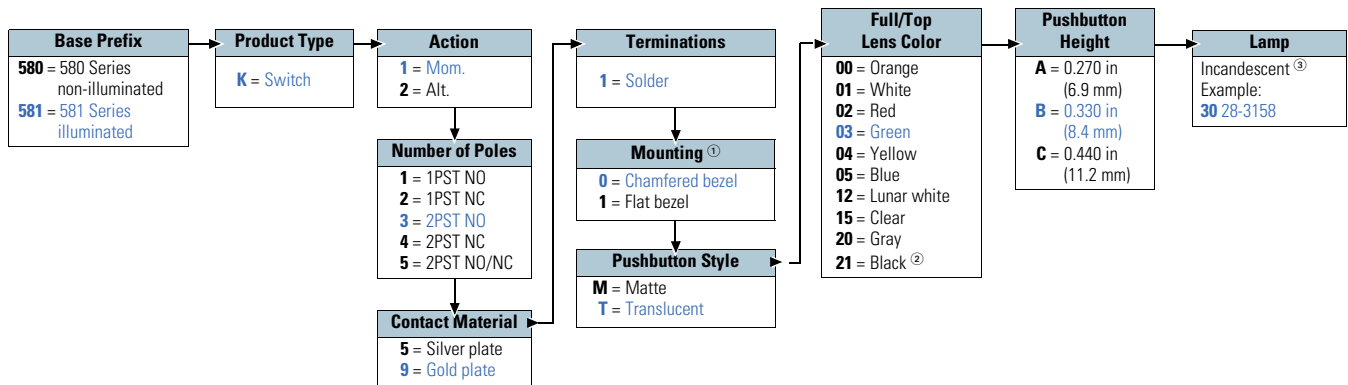 Base Prefix
580 = 580 Series
non-illuminated
581 = 581 Series
illuminated
Product Type
K = Switch
Action
1 = Mom.
2 = Alt.
Number of Poles
1 = 1PST NO
2 = 1PST NC
3 = 2PST NO
4 = 2PST NC
5 = 2PST NO/NC
Contact Material
5 = Silver plate
9 = Gold plate
Terminations
1 = Solder
Mounting ①
0 = Chamfered bezel
1 = Flat bezel
Pushbutton Style
M = Matte
T = Translucent
Full/Top
Lens Color
00 = Orange
01 = White
02 = Red
03 = Green
04 = Yellow
05 = Blue
12 = Lunar white
15 = Clear
20 = Gray
21 = Black ②
Pushbutton
Height
A = 0.270 in
(6.9 mm)
B = 0.330 in
(8.4 mm)
C = 0.440 in
(11.2 mm)
Lamp
Incandescent ③
Example:
30 28-3158